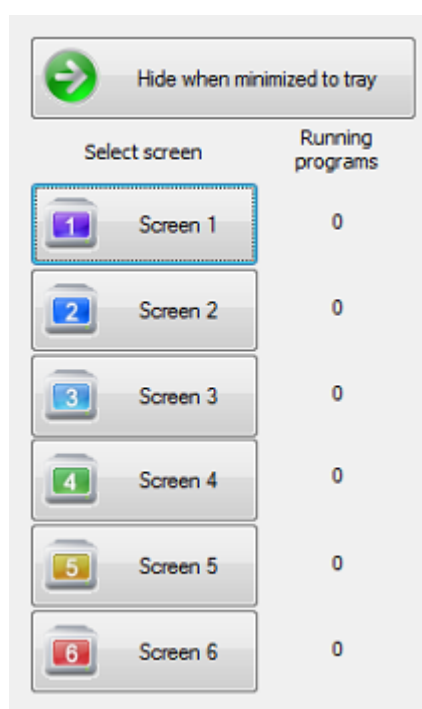 Hide when minimized to tray
Select screen
Running
programs
1 Screen 1 0
2 Screen 2 0
3 Screen 3 0
4 Screen 4 0
5 Screen 5 0
6 Screen 6 0